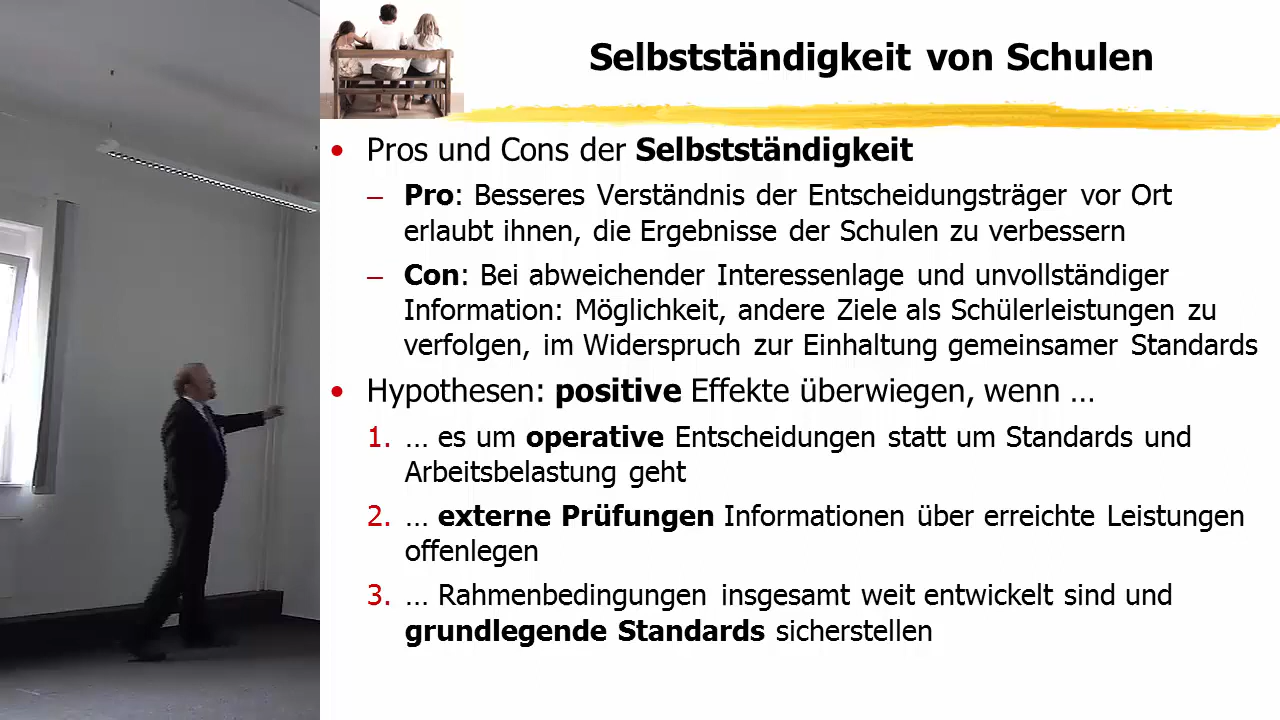 Selbstständigkeit von Schulen
• Pros und Cons der Selbstständigkeit
– Pro: Besseres Verständnis der Entscheidungsträger vor Ort
erlaubt ihnen, die Ergebnisse der Schulen zu verbessern
– Con: Bei abweichender Interessenlage und unvollständiger
Information: Möglichkeit, andere Ziele als Schülerleistungen zu
verfolgen, im Widerspruch zur Einhaltung gemeinsamer Standards
• Hypothesen: positive Effekte überwiegen, wenn …
1. … es um operative Entscheidungen statt um Standards und
Arbeitsbelastung geht
2. … externe Prüfungen Informationen über erreichte Leistungen
offenlegen
3. … Rahmenbedingungen insgesamt weit entwickelt sind und
grundlegende Standards sicherstellen